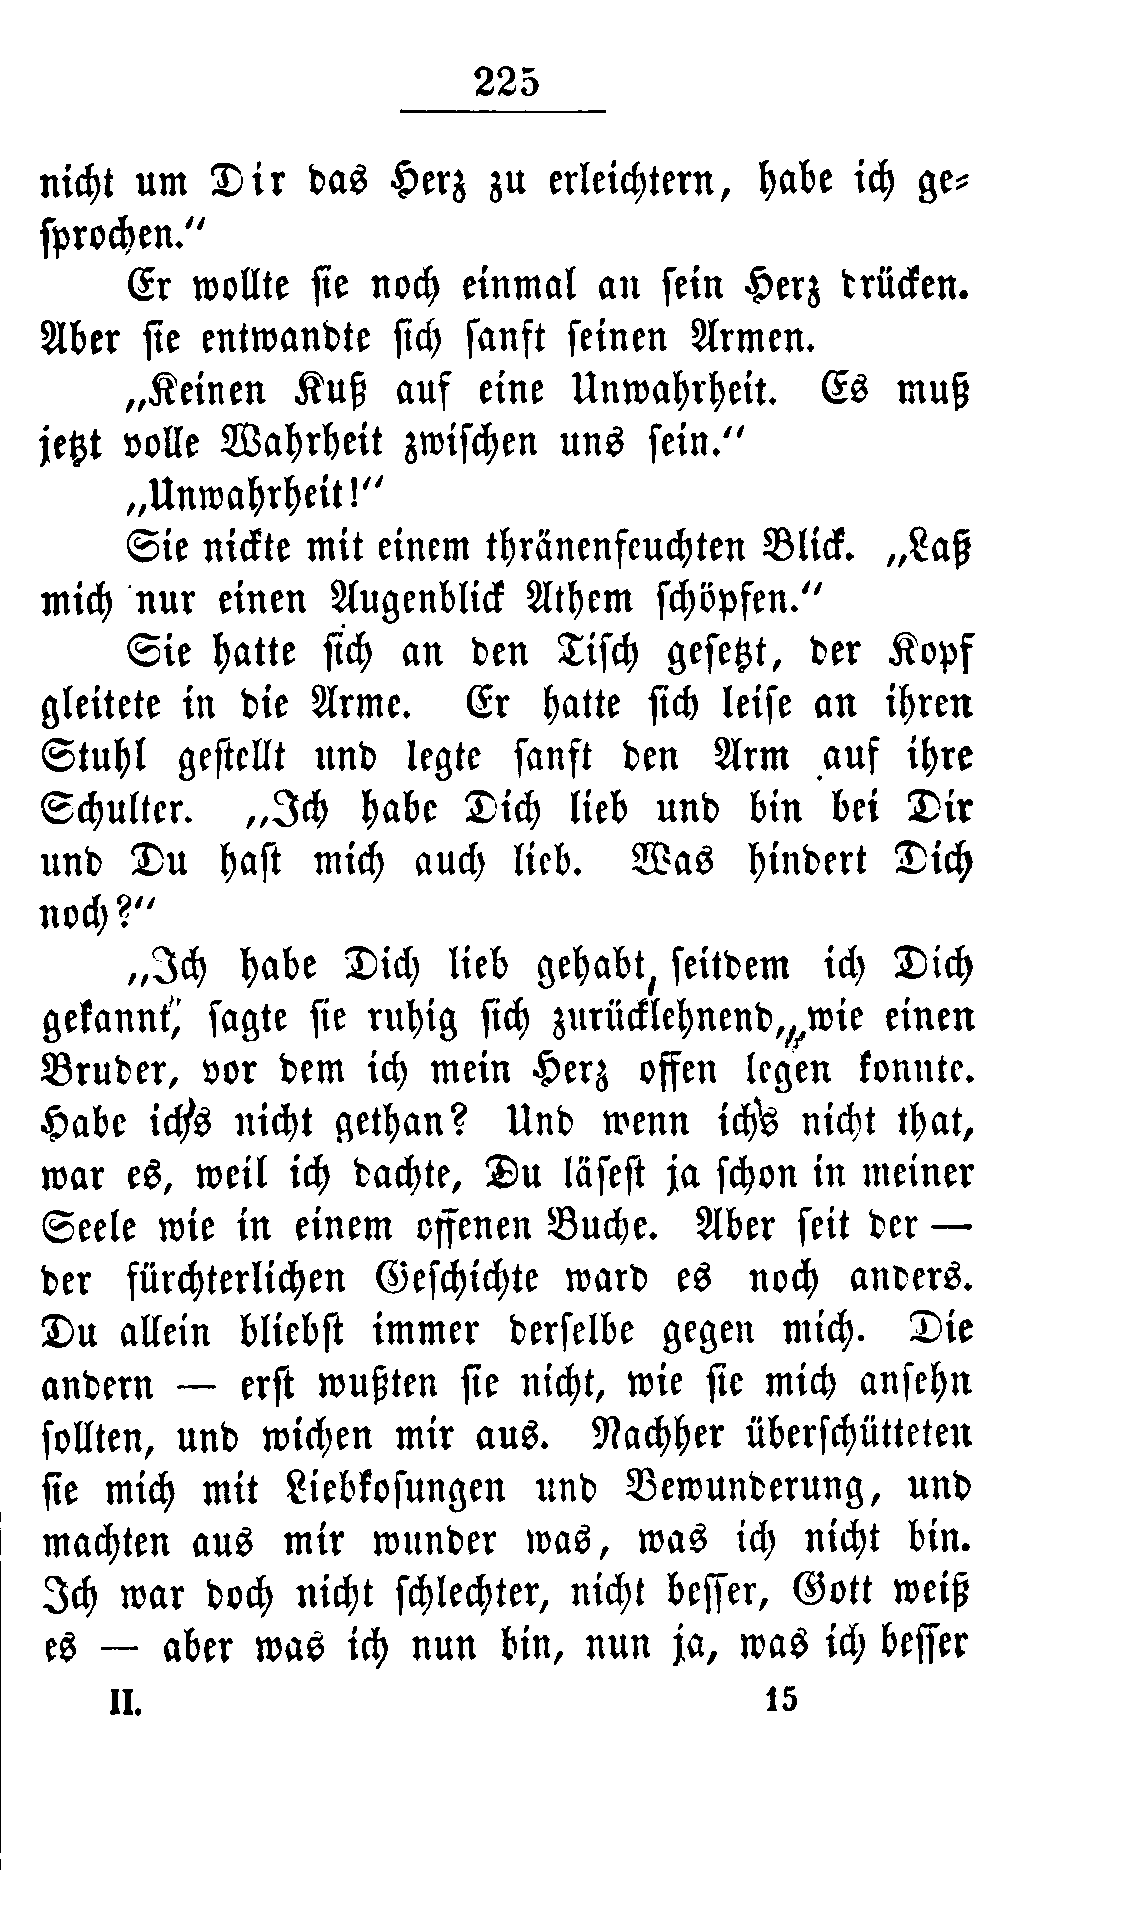 225
nicht um Dir das Herz zu erleichtern, habe ich ge-
sprochen.“
Er wollte sie noch einmal an sein Herz drücken.
Aber sie entwandte sich sanft seinen Armen.
„Keinen Kuß auf eine Unwahrheit. Es muß
jetzt volle Wahrheit zwischen uns sein.“
„Unwahrheit!“
Sie nickte mit einem thränenfeuchten Blick. „Laß
mich nur einen Augenblick Athem schöpfen.“
Sie hatte sich an den Tisch gesetzt, der Kopf
gleitete in die Arme. Er hatte sich leise an ihren
Stuhl gestellt und legte sanft den Arm auf ihre
Schulter. „Ich habe Dich lieb und bin bei Dir
und Du hast mich auch lieb. Was hindert Dich
noch?“
„Ich habe Dich lieb gehabt, seitdem ich Dich
gekannt“, sagte sie ruhig sich zurücklehnend, „wie einen
Bruder, vor dem ich mein Herz offen legen konnte.
Habe ich's nicht gethan? Und wenn ich's nicht that,
war es, weil ich dachte, Du läsest ja schon in meiner
Seele wie in einem offenen Buche. Aber seit der —
der fürchterlichen Geschichte ward es noch anders.
Du allein bliebst immer derselbe gegen mich. Die
andern — erst wußten sie nicht, wie sie mich ansehn
sollten, und wichen mir aus. Nachher überschütteten
sie mich mit Liebkosungen und Bewunderung, und
machten aus mir wunder was, was ich nicht bin.
Ich war doch nicht schlechter, nicht besser, Gott weiß
es — aber was ich nun bin, nun ja, was ich besser
II. 15